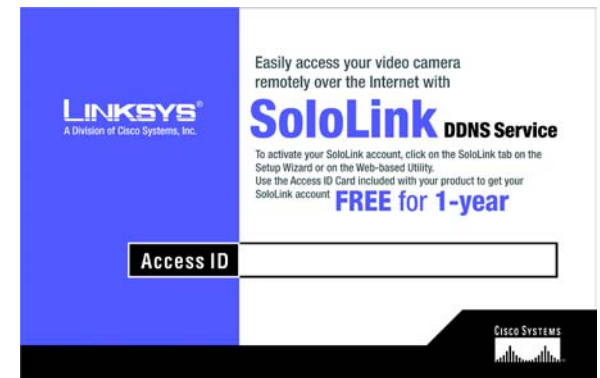 LINKSYS®
A Division of Cisco Systems, Inc.
Easily access your video camera
remotely over the Internet with
SoloLink DDNS Service
To activate your SoloLink account, click on the SoloLink tab on the
Setup Wizard or on the Web-based Utility.
Use the Access ID Card included with your product to get your
SoloLink account FREE for 1-year
Access ID
CISCO SYSTEMS